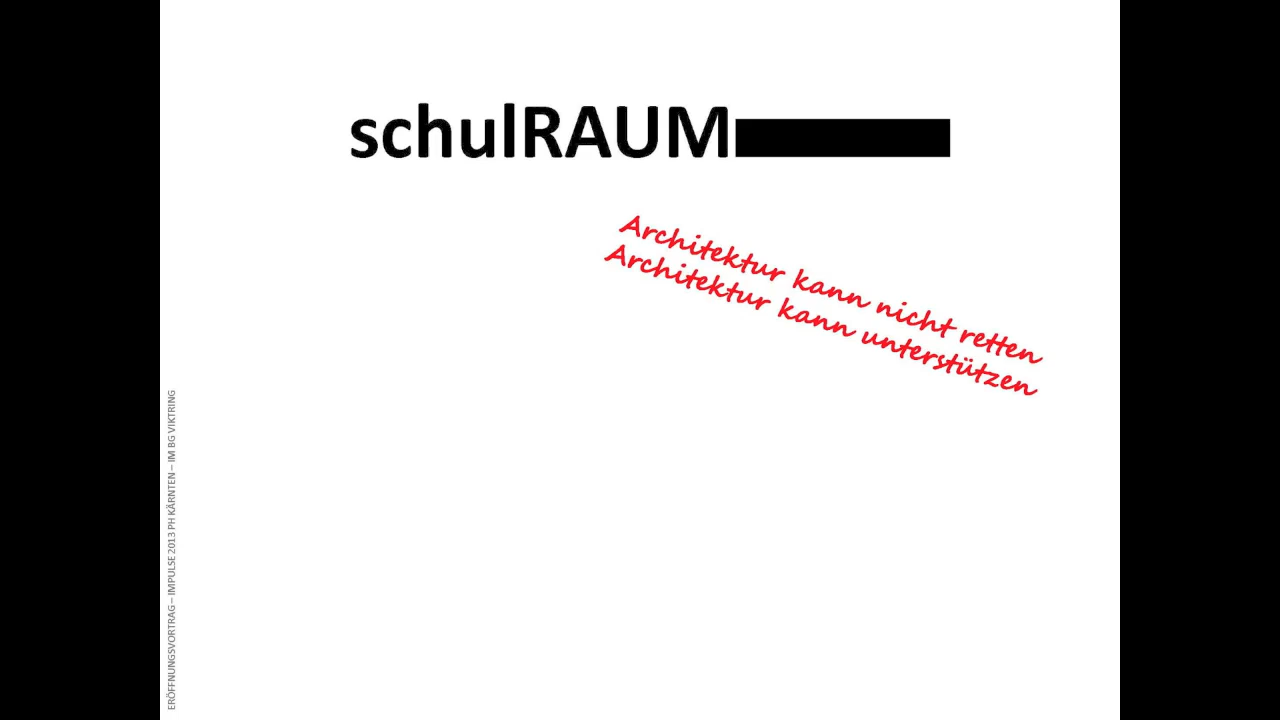 schulRAUM
Architektur kann nicht retten
Architektur kann unterstützen
ERÖFFNUNGSVORTRAG – IMPULSE 2013 PH KÄRNTEN – IM BG VIKTRING